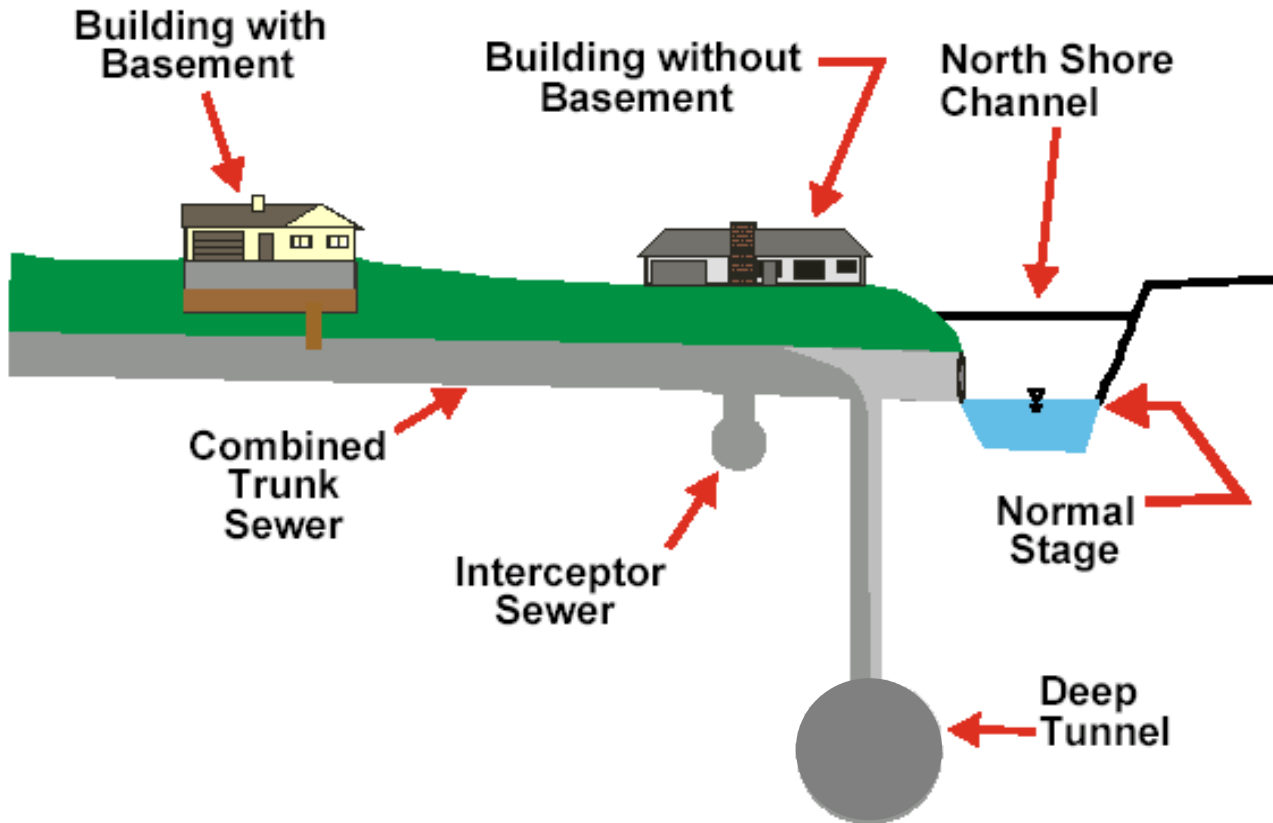 Building with
Basement
Building without
Basement
North Shore
Channel
Combined
Trunk
Sewer
Interceptor
Sewer
Normal
Stage
Deep
Tunnel